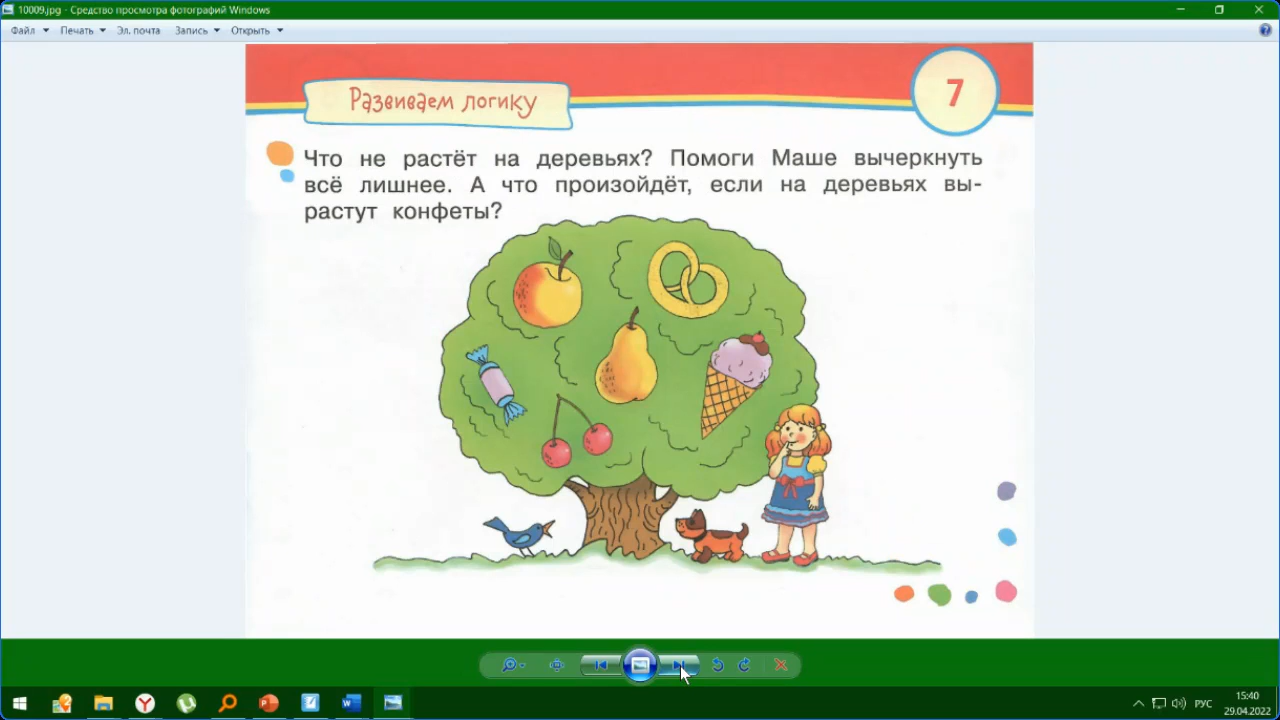 10009.jpg - Средство просмотра фотографий Windows
Файл Печать Эл. почта Запись Открыть
Развиваем логику
7
Что не растёт на деревьях? Помоги Маше вычеркнуть
всё лишнее. А что произойдёт, если на деревьях вы-
растут конфеты?
РУС
15:40
29.04.2022